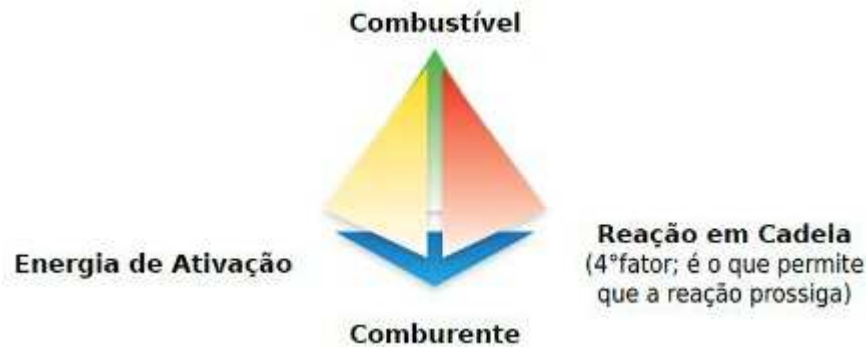 Combustível
Energia de Ativação
Reação em Cadela
(4°fator; é o que permite
que a reação prossiga)
Comburente